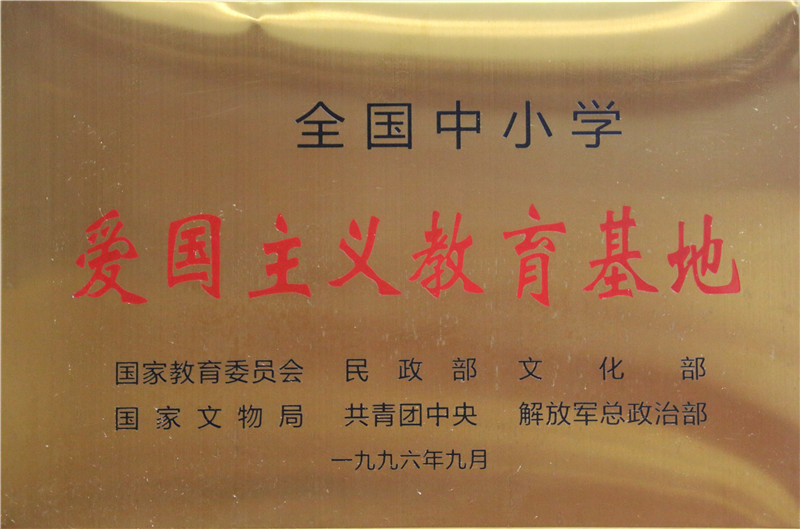 全国中小学
爱国主义教育基地
国家教育委员会 民政部 文化部
国家文物局 共青团中央 解放军总政治部
一九九六年九月